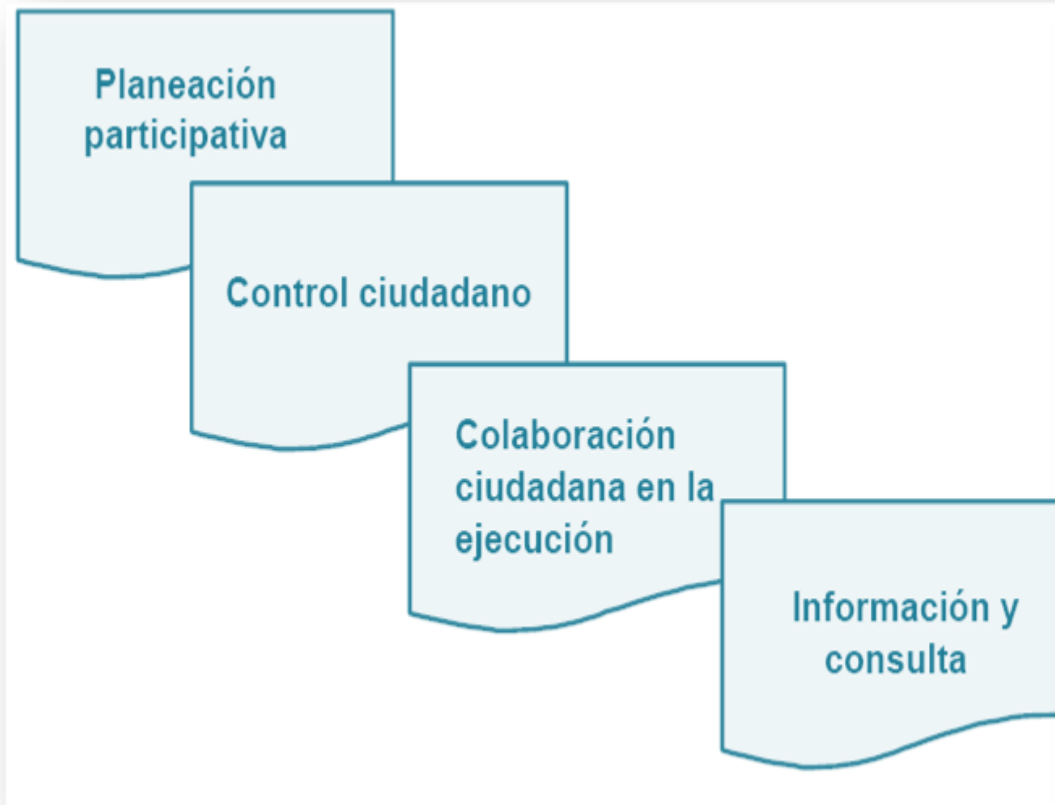 Planeación
participativa
Control ciudadano
Colaboración
ciudadana en la
ejecución
Información y
consulta